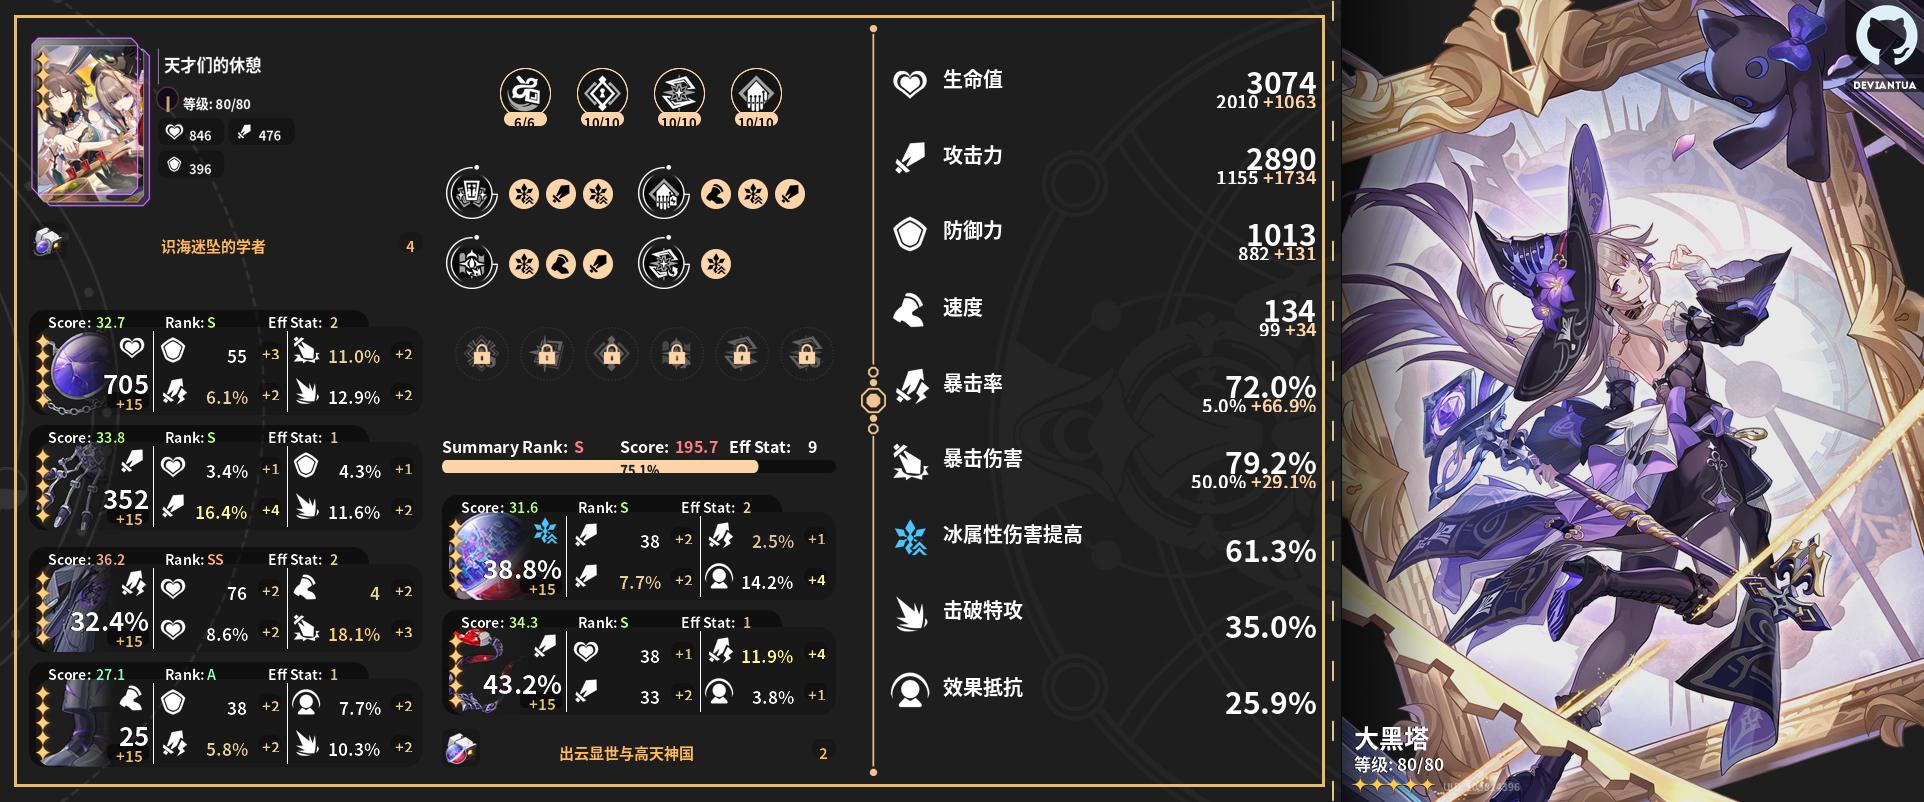 天才们的休憩
等级: 80/80
846
476
396
识海迷坠的学者
4
Score: 32.7 Rank: S Eff Stat: 2
705
+15
55 +3
11.0% +2
6.1% +2
12.9% +2
Score: 33.8 Rank: S Eff Stat: 1
352
+15
3.4% +1
4.3% +1
16.4% +4
11.6% +2
Score: 36.2 Rank: SS Eff Stat: 2
32.4%
+15
76 +2
4 +2
8.6% +2
18.1% +3
Score: 27.1 Rank: A Eff Stat: 1
25
+15
38 +2
7.7% +2
5.8% +2
10.3% +2
6/6
10/10
10/10
10/10
Summary Rank: S Score: 195.7 Eff Stat: 9
75.1%
Score: 31.6 Rank: S Eff Stat: 2
38.8%
+15
38 +2
2.5% +1
7.7% +2
14.2% +4
Score: 34.3 Rank: S Eff Stat: 1
43.2%
+15
38 +1
11.9% +4
33 +2
3.8% +1
出云显世与高天神国
2
生命值 3074
2010 +1063
攻击力 2890
1155 +1734
防御力 1013
882 +131
速度 134
99 +34
暴击率 72.0%
5.0% +66.9%
暴击伤害 79.2%
50.0% +29.1%
冰属性伤害提高 61.3%
击破特攻 35.0%
效果抵抗 25.9%
DEVIANTUA
大黑塔
等级: 80/80